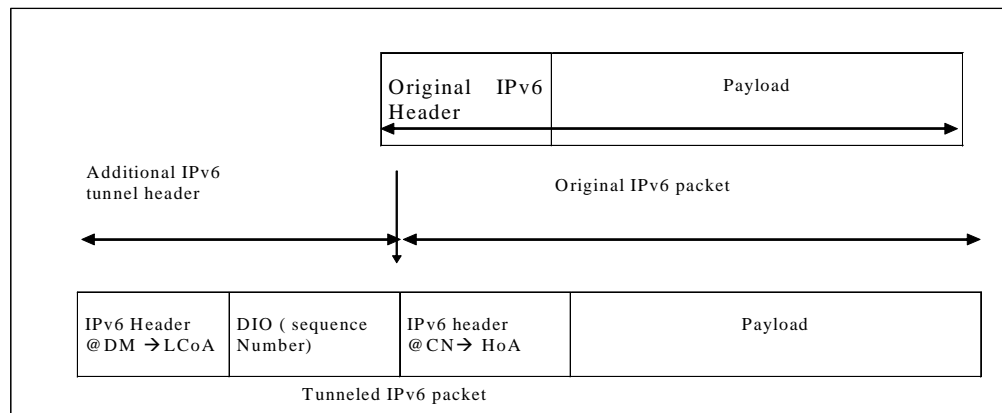 Original IPv6
Header
Payload
Additional IPv6
tunnel header
Original IPv6 packet
IPv6 Header
@DM →LCoA
DIO ( sequence
Number)
IPv6 header
@CN→ HoA
Payload
Tunneled IPv6 packet